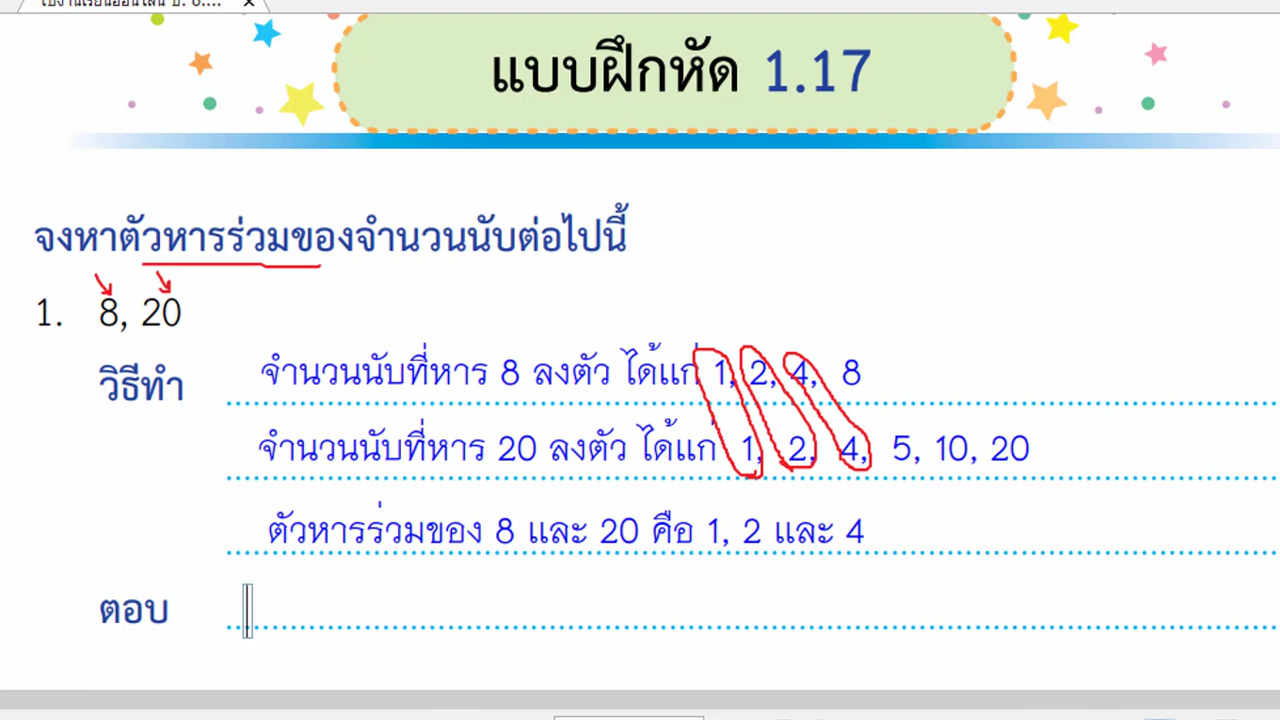 แบบฝึกหัด 1.17
จงหาตัวหารร่วมของจำนวนนับต่อไปนี้
1. 8, 20
วิธีทำ จำนวนนับที่หาร 8 ลงตัว ได้แก่ 1, 2, 4, 8
จำนวนนับที่หาร 20 ลงตัว ได้แก่ 1, 2, 4, 5, 10, 20
ตัวหารร่วมของ 8 และ 20 คือ 1, 2 และ 4
ตอบ